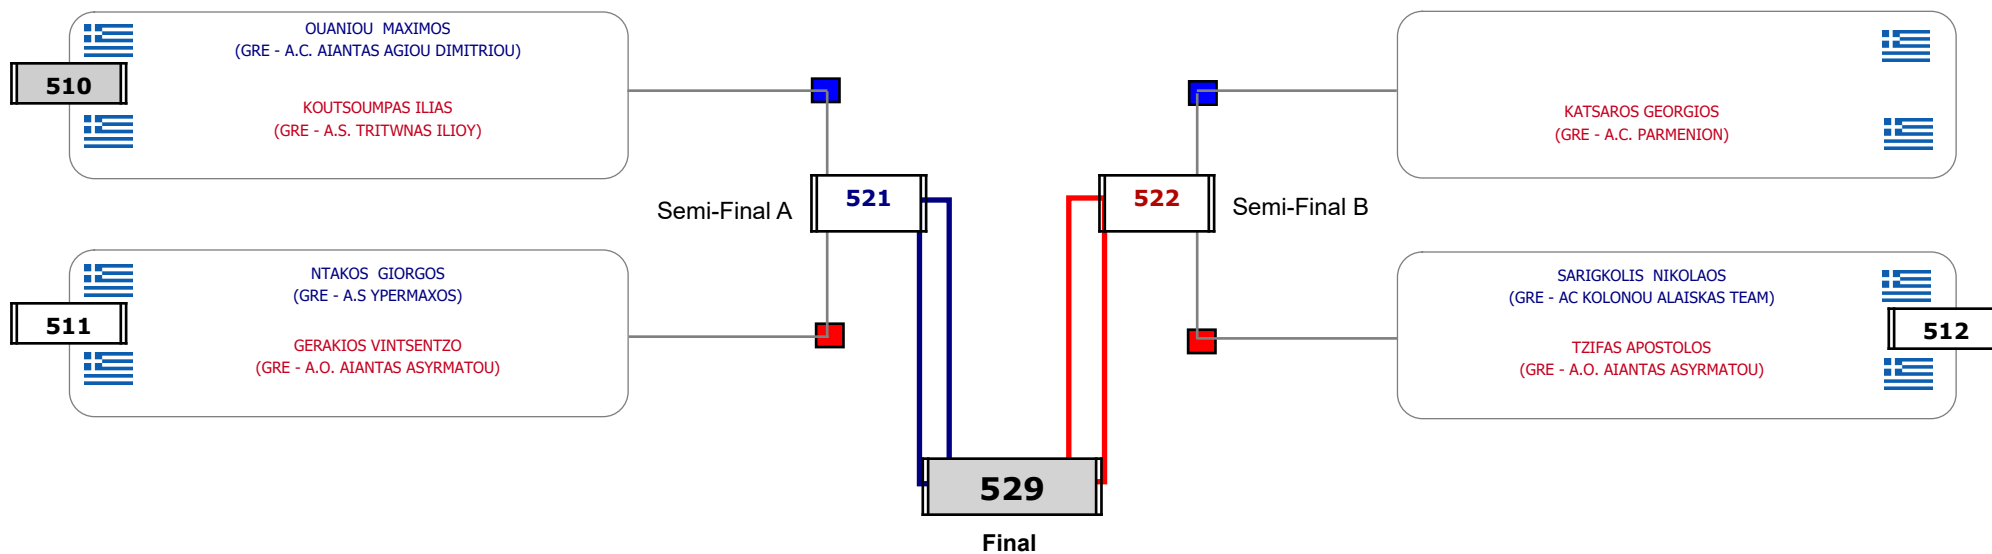 OUANIOU MAXIMOS
(GRE - A.C. AIANTAS AGIOU DIMITRIOU)
510
KOUTSOUMPAS ILIAS
(GRE - A.S. TRITWNAS ILIOY)
KATSAROS GEORGIOS
(GRE - A.C. PARMENION)
Semi-Final A
521
522
Semi-Final B
NTAKOS GIORGOS
(GRE - A.S YPERMAXOS)
511
GERAKIOS VINTSENTZO
(GRE - A.O. AIANTAS ASYRMATOU)
SARIGKOLIS NIKOLAOS
(GRE - AC KOLONOU ALAISKAS TEAM)
512
TZIFAS APOSTOLOS
(GRE - A.O. AIANTAS ASYRMATOU)
529
Final